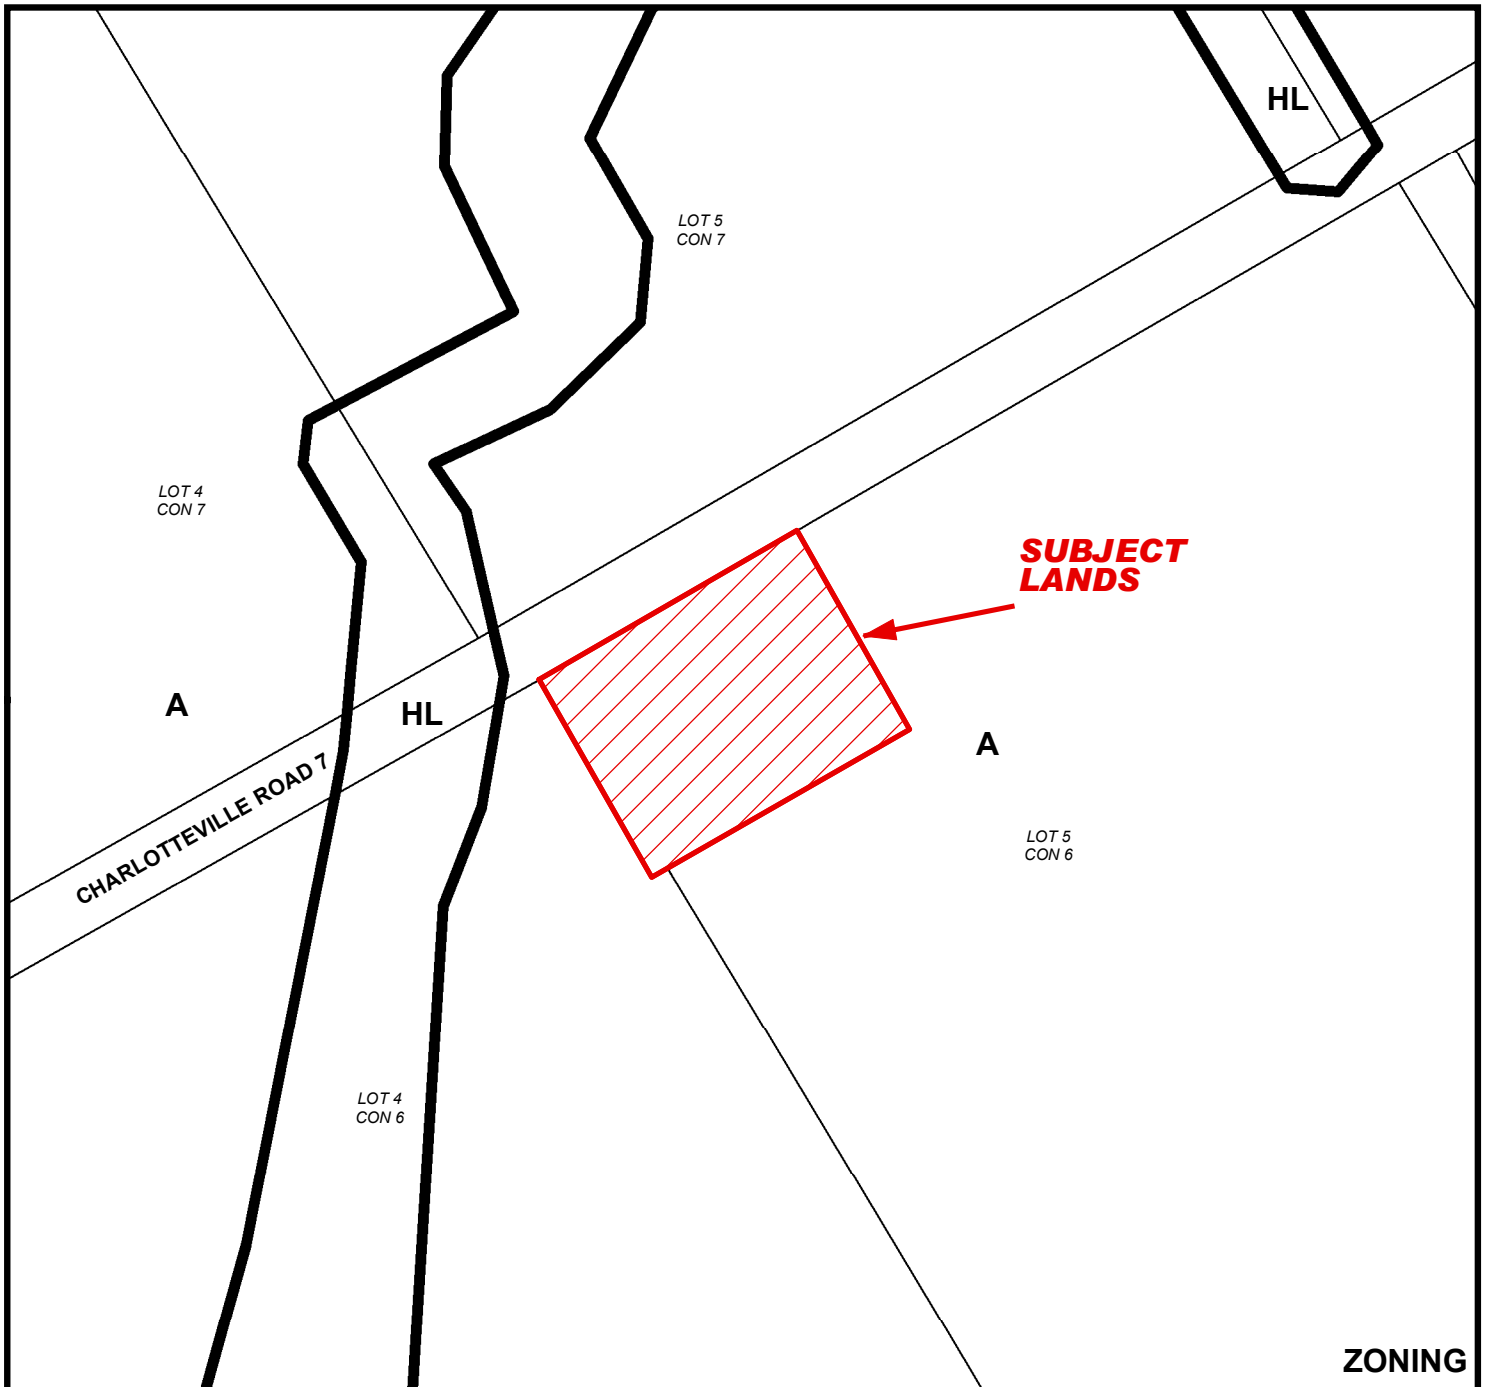 HL
LOT 5
CON 7
LOT 4
CON 7
SUBJECT
LANDS
A
HL
A
CHARLOTTEVILLE ROAD 7
LOT 5
CON 6
LOT 4
CON 6
ZONING